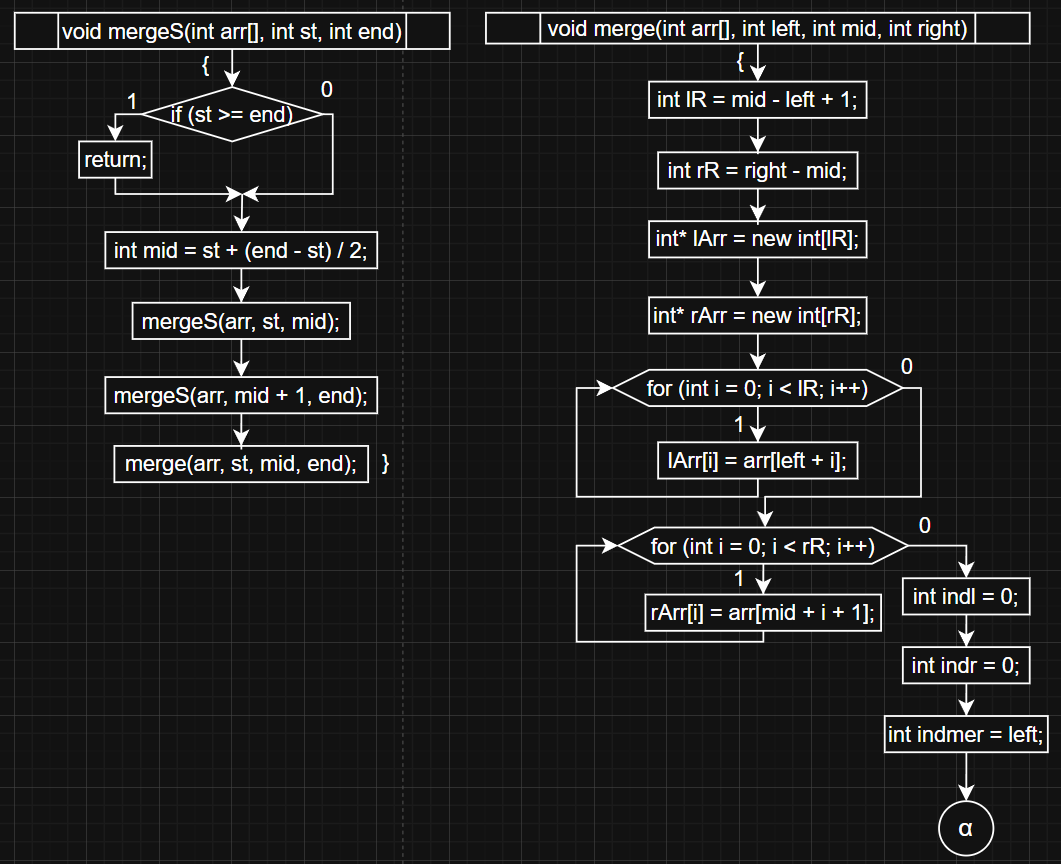 void mergeS(int arr[], int st, int end)
{
1
0
if (st >= end)
return;
int mid = st + (end - st) / 2;
mergeS(arr, st, mid);
mergeS(arr, mid + 1, end);
merge(arr, st, mid, end);
}
void merge(int arr[], int left, int mid, int right)
{
int lR = mid - left + 1;
int rR = right - mid;
int* lArr = new int[lR];
int* rArr = new int[rR];
0
for (int i = 0; i < lR; i++)
1
lArr[i] = arr[left + i];
0
for (int i = 0; i < rR; i++)
1
rArr[i] = arr[mid + i + 1];
int indl = 0;
int indr = 0;
int indmer = left;
α